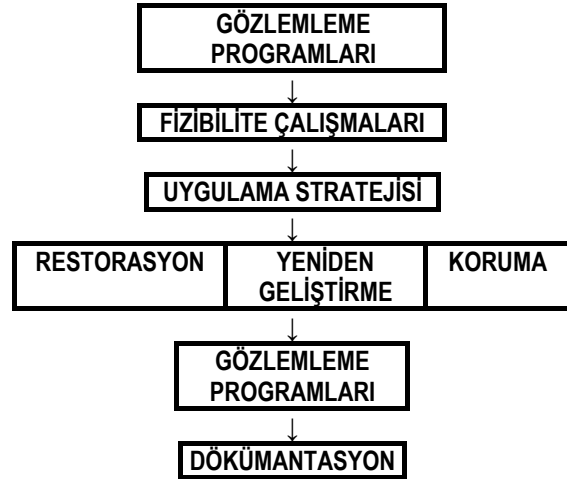 GÖZLEMLEME
PROGRAMLARI
↓
FİZİBİLİTE ÇALIŞMALARI
↓
UYGULAMA STRATEJİSİ
↓
RESTORASYON YENİDEN KORUMA
GELİŞTİRME
↓
GÖZLEMLEME
PROGRAMLARI
↓
DÖKÜMANTASYON